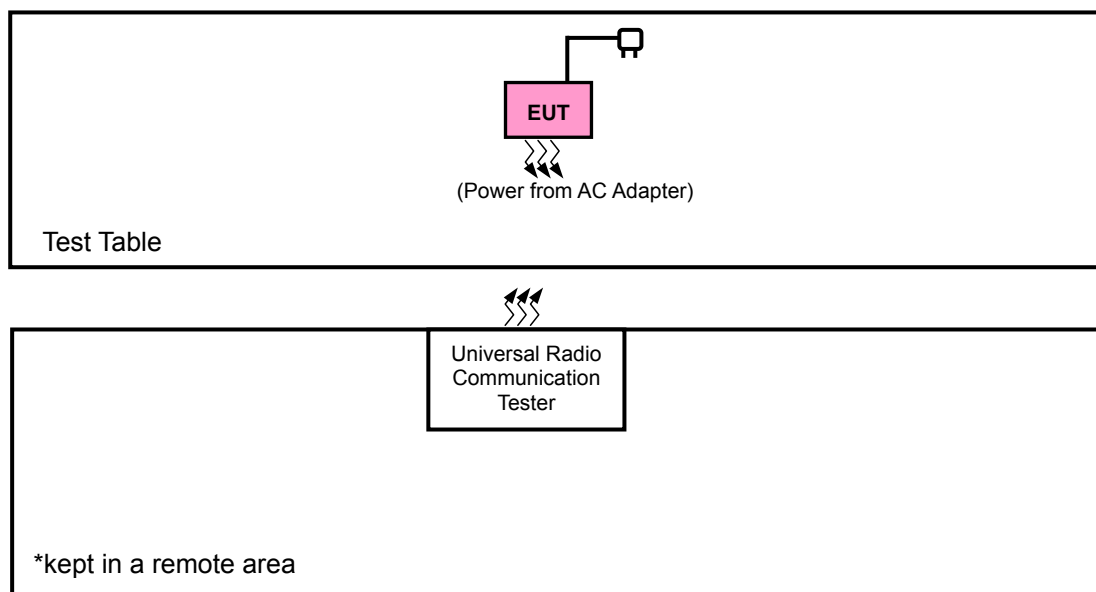 EUT
(Power from AC Adapter)
Test Table
Universal Radio
Communication
Tester
*kept in a remote area